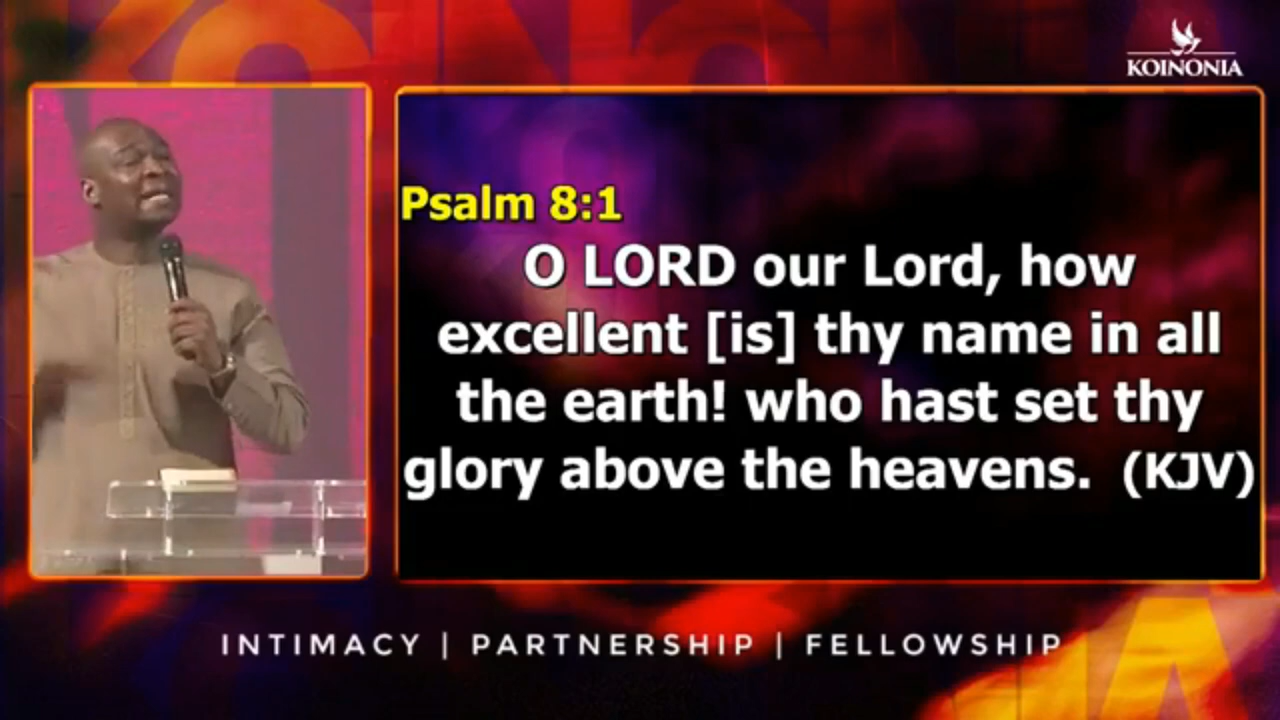 KOINONIA
Psalm 8:1
O LORD our Lord, how
excellent [is] thy name in all
the earth! who hast set thy
glory above the heavens. (KJV)
INTIMACY | PARTNERSHIP | FELLOWSHIP